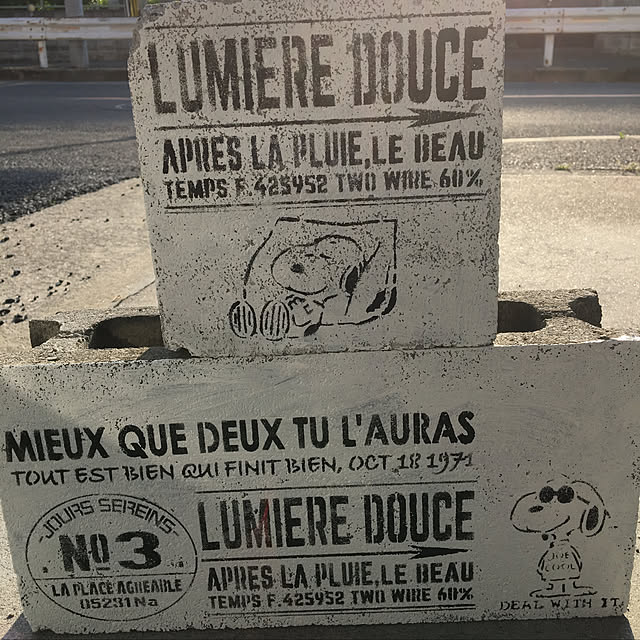 LUMIERE DOUCE
APRES LA PLUIE, LE BEAU
TEMPS F.425952 TWO WIRE 60%
MIEUX QUE DEUX TU L'AURAS
TOUT EST BIEN QUI FINIT BIEN, OCT 18 1971
JOURS SEREINS
No 3
LA PLACE AGREABLE
05231Na
LUMIERE DOUCE
APRES LA PLUIE, LE BEAU
TEMPS F.425952 TWO WIRE 60%
JOE
COOL
DEAL WITH IT.